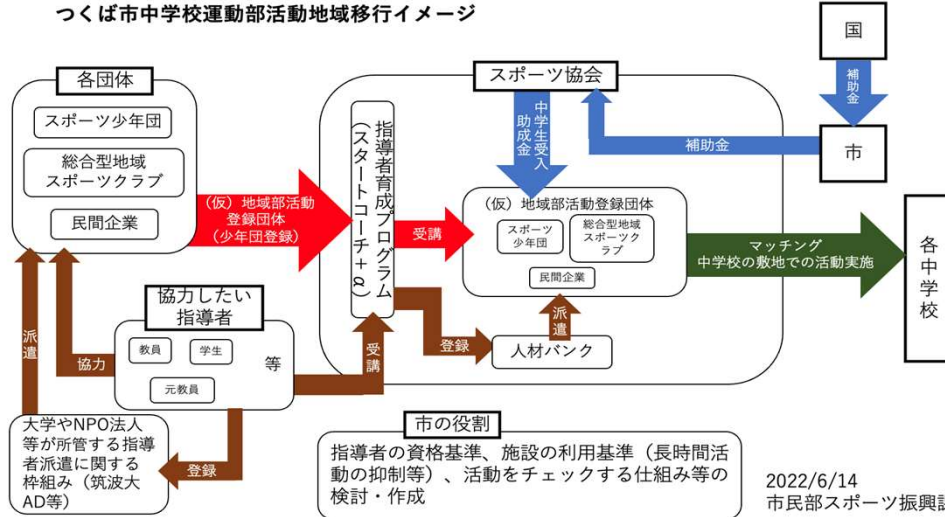 つくば市中学校運動部活動地域移行イメージ
国
補助金
市
補助金
各団体
スポーツ少年団
総合型地域
スポーツクラブ
民間企業
(仮)地域部活動
登録団体
(少年団登録)
スポーツ協会
指導者育成プログラム
(スタートコーチ+α)
中学生受入
助成金
受講
(仮)地域部活動登録団体
スポーツ
少年団
総合型地域
スポーツク
ラブ
民間企業
マッチング
中学校の敷地での活動実施
各中学校
派遣
協力
協力したい
指導者
教員
学生
元教員
等
受講
登録
派遣
人材バンク
登録
大学やNPO法人
等が所管する指導
者派遣に関する
枠組み(筑波大
AD等)
市の役割
指導者の資格基準、施設の利用基準(長時間活
動の抑制等)、活動をチェックする仕組み等の
検討・作成
2022/6/14
市民部スポーツ振興課